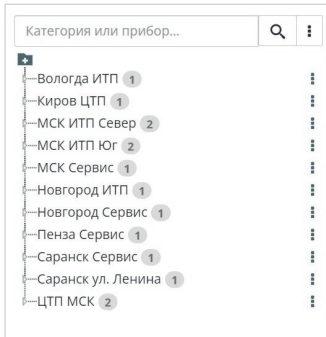 Категория или прибор...
Вологда ИТП 1
Киров ЦТП 1
МСК ИТП Север 2
МСК ИТП Юг 2
МСК Сервис 1
Новгород ИТП 1
Новгород Сервис 1
Пенза Сервис 1
Саранск Сервис 1
Саранск ул. Ленина 1
ЦТП МСК 2